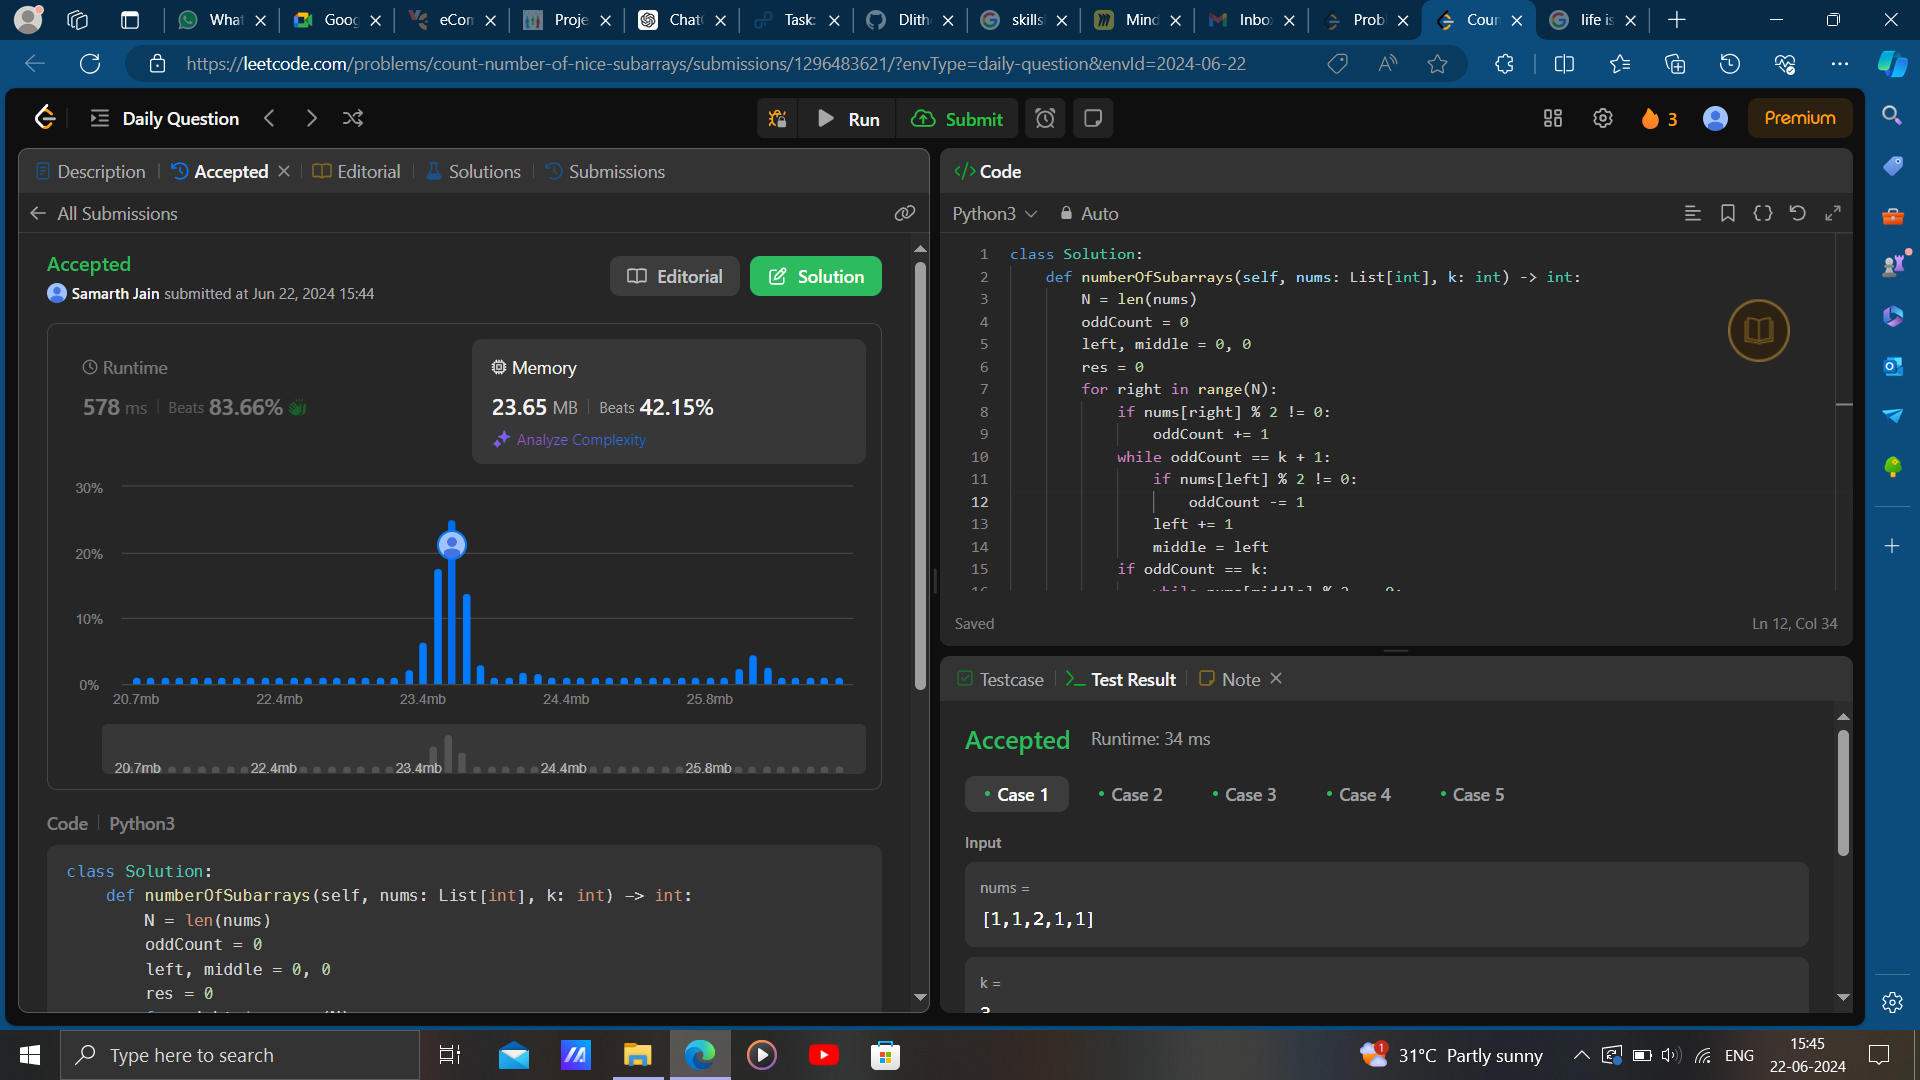 What
Goog
eCom
Proje
Chat
Task:
Dlith
skills
Mind
Inbo
Prob
Coun
life is
https://leetcode.com/problems/count-number-of-nice-subarrays/submissions/1296483621/?envType=daily-question&envId=2024-06-22
Daily Question
Run
Submit
3
Premium
Description
Accepted
Editorial
Solutions
Submissions
All Submissions
Accepted
Samarth Jain submitted at Jun 22, 2024 15:44
Editorial
Solution
Runtime
578 ms
Beats 83.66%
Memory
23.65 MB
Beats 42.15%
Analyze Complexity
30%
20%
10%
0%
20.7mb 22.4mb 23.4mb 24.4mb 25.8mb
20.7mb 22.4mb 23.4mb 24.4mb 25.8mb
Code
Python3
class Solution:
def numberOfSubarrays(self, nums: List[int], k: int) -> int:
N = len(nums)
oddCount = 0
left, middle = 0, 0
res = 0
</> Code
Python3
Auto
1 class Solution:
2 def numberOfSubarrays(self, nums: List[int], k: int) -> int:
3 N = len(nums)
4 oddCount = 0
5 left, middle = 0, 0
6 res = 0
7 for right in range(N):
8 if nums[right] % 2 != 0:
9 oddCount += 1
10 while oddCount == k + 1:
11 if nums[left] % 2 != 0:
12 oddCount -= 1
13 left += 1
14 middle = left
15 if oddCount == k:
Saved
Ln 12, Col 34
Testcase
Test Result
Note
Accepted
Runtime: 34 ms
Case 1
Case 2
Case 3
Case 4
Case 5
Input
nums =
[1,1,2,1,1]
k =
Type here to search
1
31°C Partly sunny
ENG
15:45
22-06-2024